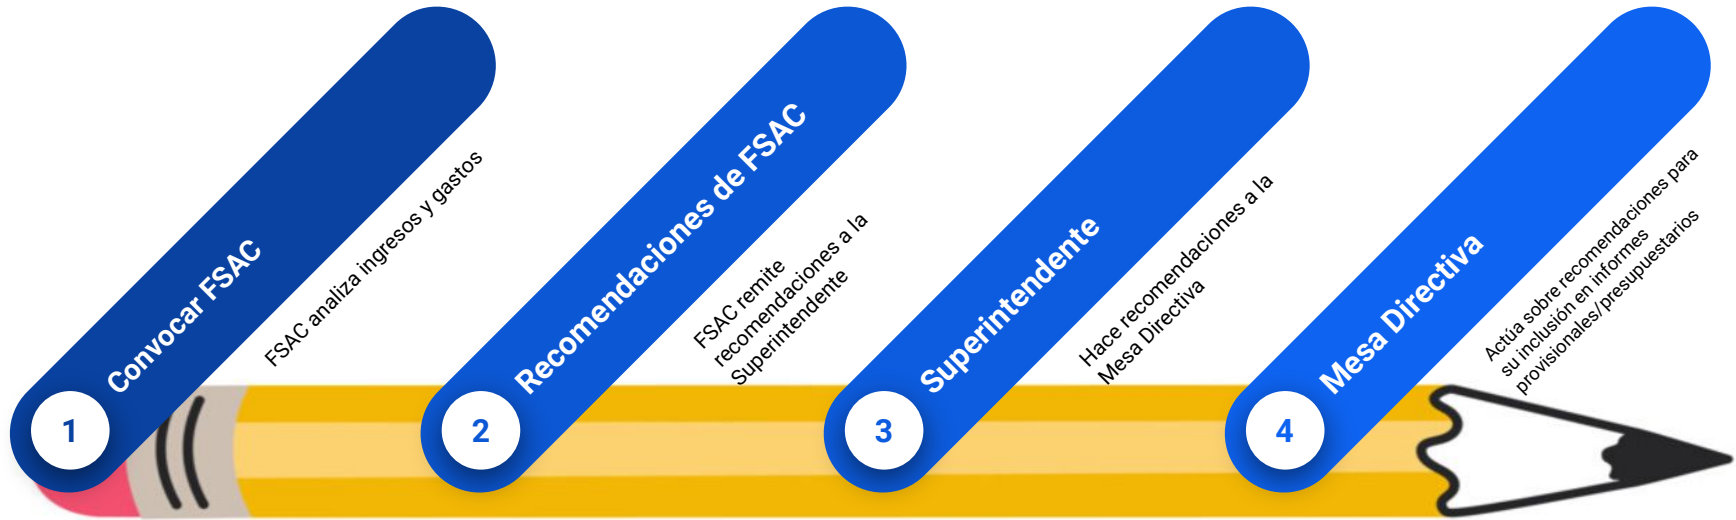 1
Convocar FSAC
FSAC analiza ingresos y gastos
2
Recomendaciones de FSAC
FSAC remite
recomendaciones a la
Superintendente
3
Superintendente
Hace recomendaciones a la
Mesa Directiva
4
Mesa Directiva
Actúa sobre recomendaciones para
su inclusión en informes
provisionales/presupuestarios